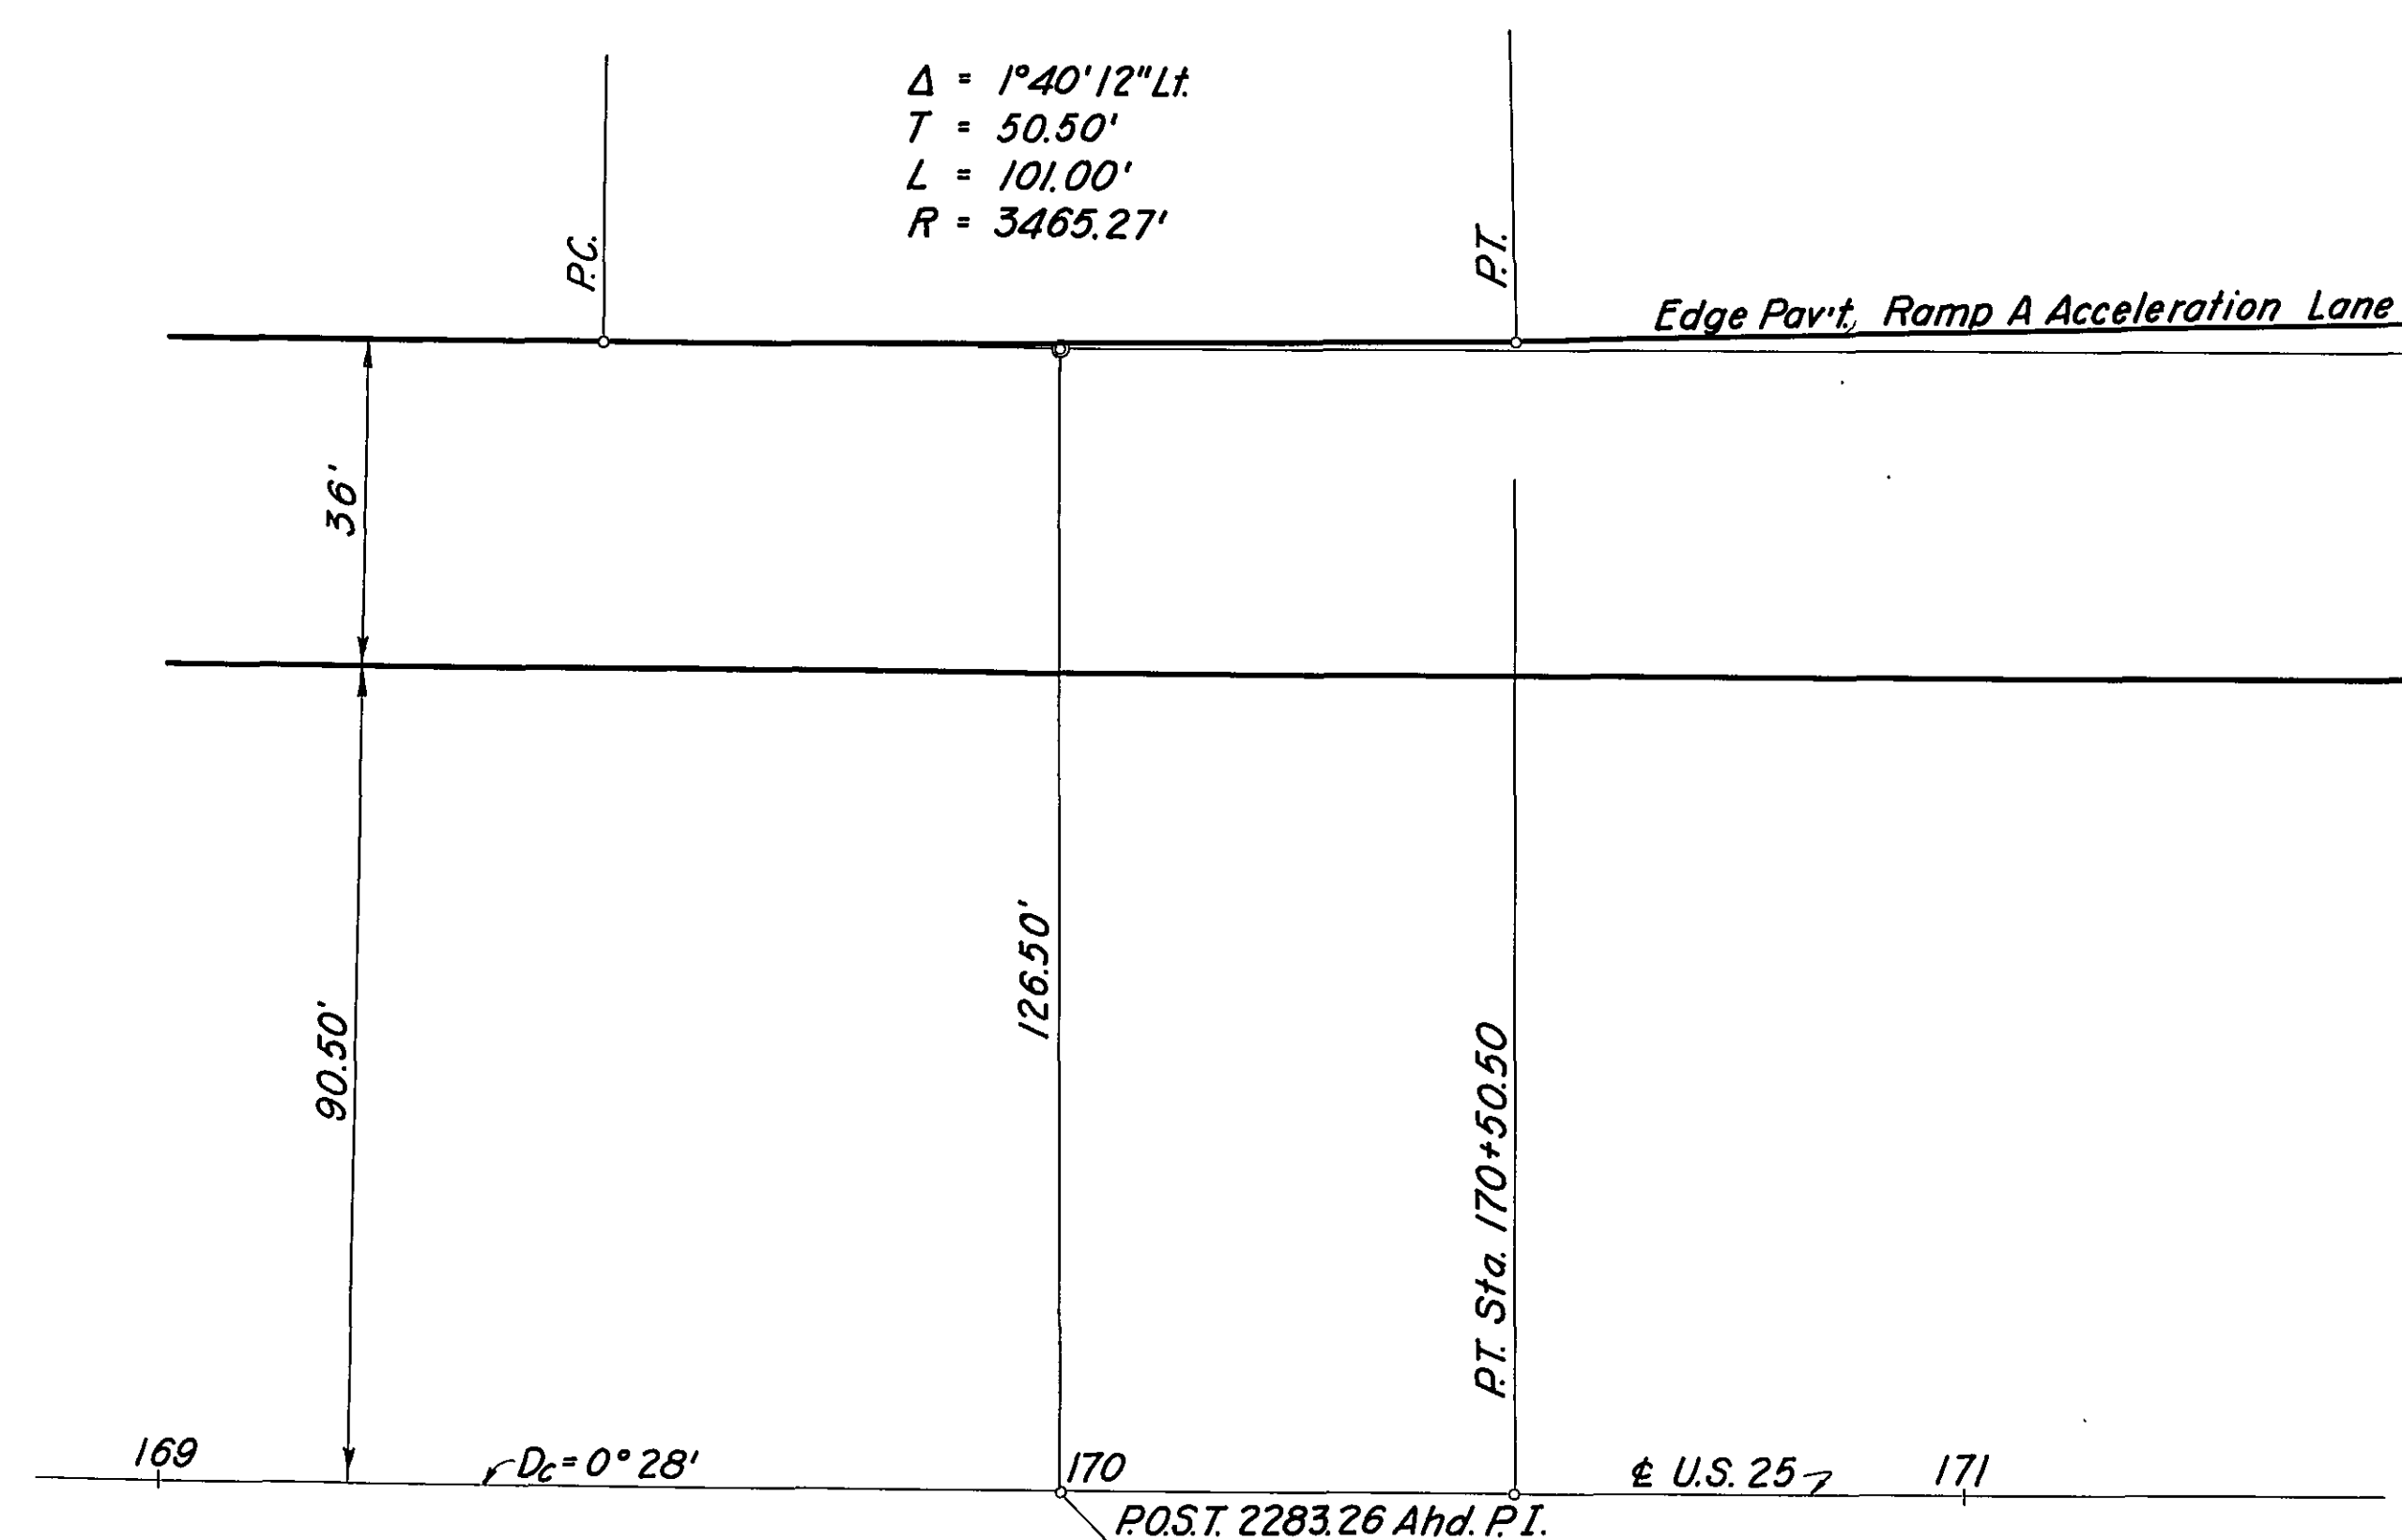 Δ = 1°40'12" Lt.
T = 50.50'
L = 101.00'
R = 3465.27'
P.C.
P.T.
Edge Pav't. Ramp A Acceleration Lane
36'
126.50'
90.50'
P.T. Sta. 170+50.50
169
Dc = 0° 28'
170
℄ U.S. 25
171
P.O.S.T. 2283.26 Ahd. P.I.